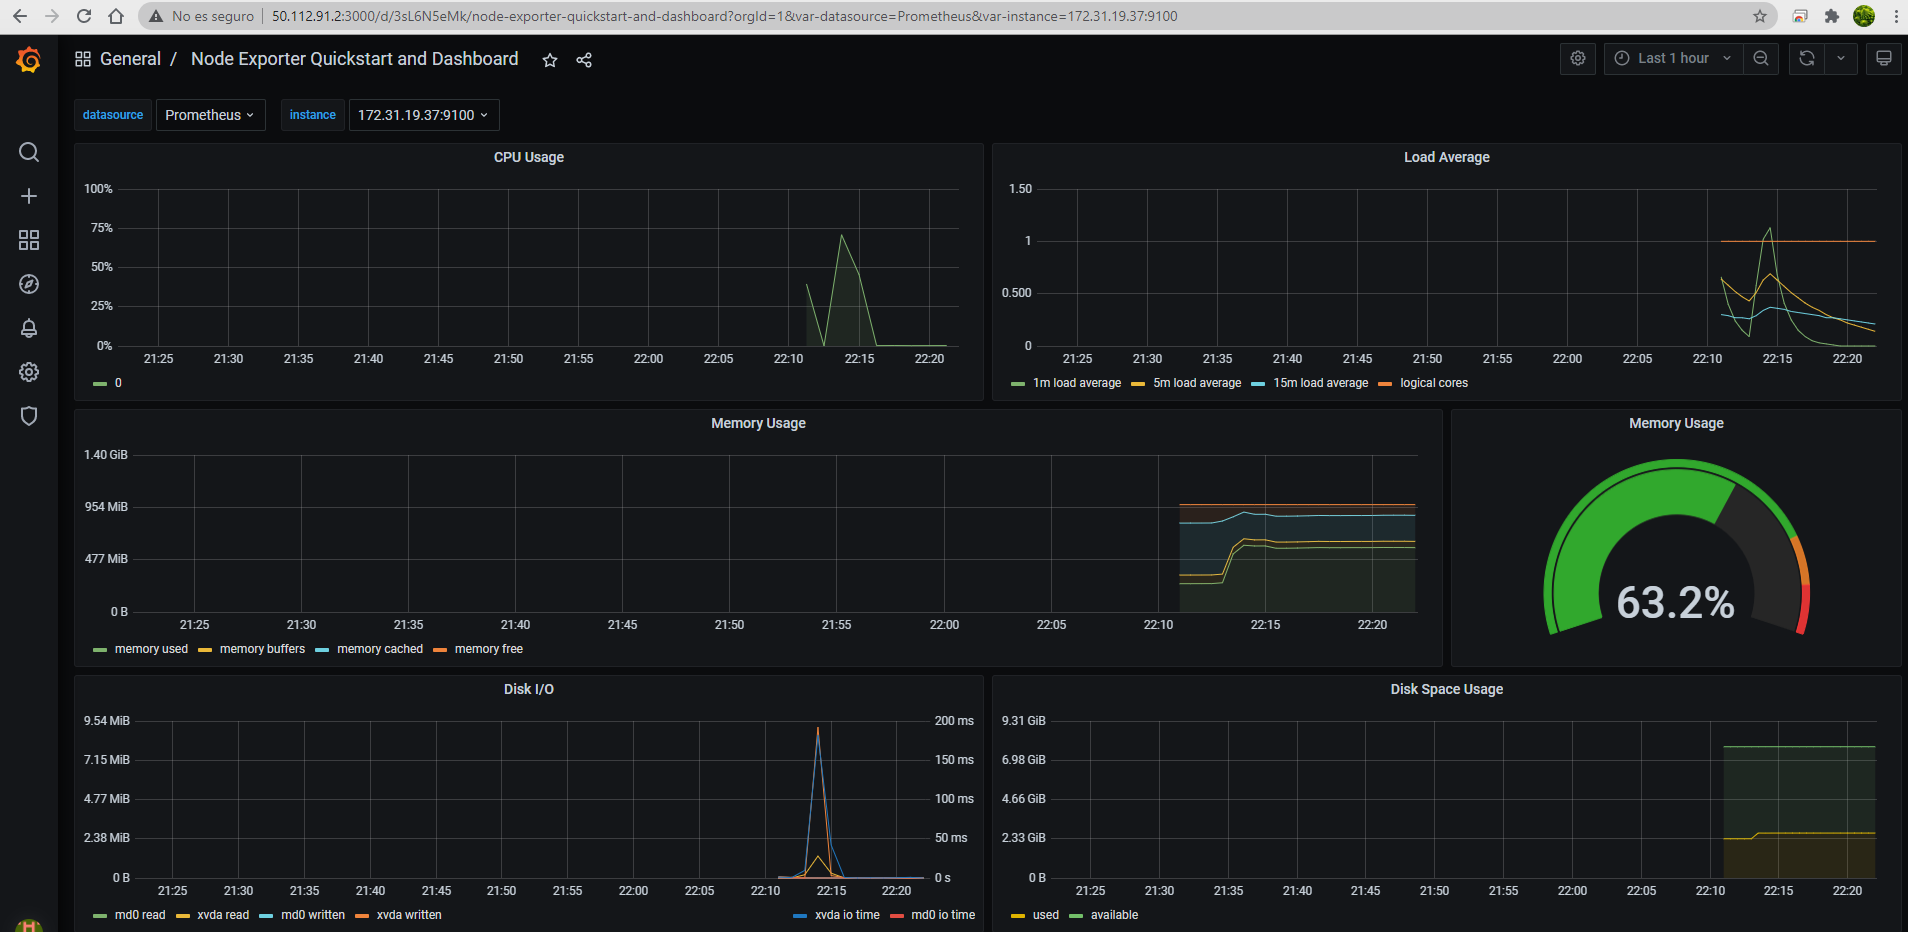 No es seguro 50.112.91.2:3000/d/3sL6N5eMk/node-exporter-quickstart-and-dashboard?orgId=1&var-datasource=Prometheus&var-instance=172.31.19.37:9100
General / Node Exporter Quickstart and Dashboard
Last 1 hour
datasource Prometheus instance 172.31.19.37:9100
CPU Usage
100%
75%
50%
25%
0%
21:25 21:30 21:35 21:40 21:45 21:50 21:55 22:00 22:05 22:10 22:15 22:20
0
Load Average
1.50
1
0.500
0
21:25 21:30 21:35 21:40 21:45 21:50 21:55 22:00 22:05 22:10 22:15 22:20
1m load average 5m load average 15m load average logical cores
Memory Usage
1.40 GiB
954 MiB
477 MiB
0 B
21:25 21:30 21:35 21:40 21:45 21:50 21:55 22:00 22:05 22:10 22:15 22:20
memory used memory buffers memory cached memory free
Memory Usage
63.2%
Disk I/O
9.54 MiB 200 ms
7.15 MiB 150 ms
4.77 MiB 100 ms
2.38 MiB 50 ms
0 B 0 s
21:25 21:30 21:35 21:40 21:45 21:50 21:55 22:00 22:05 22:10 22:15 22:20
md0 read xvda read md0 written xvda written xvda io time md0 io time
Disk Space Usage
9.31 GiB
6.98 GiB
4.66 GiB
2.33 GiB
0 B
21:25 21:30 21:35 21:40 21:45 21:50 21:55 22:00 22:05 22:10 22:15 22:20
used available